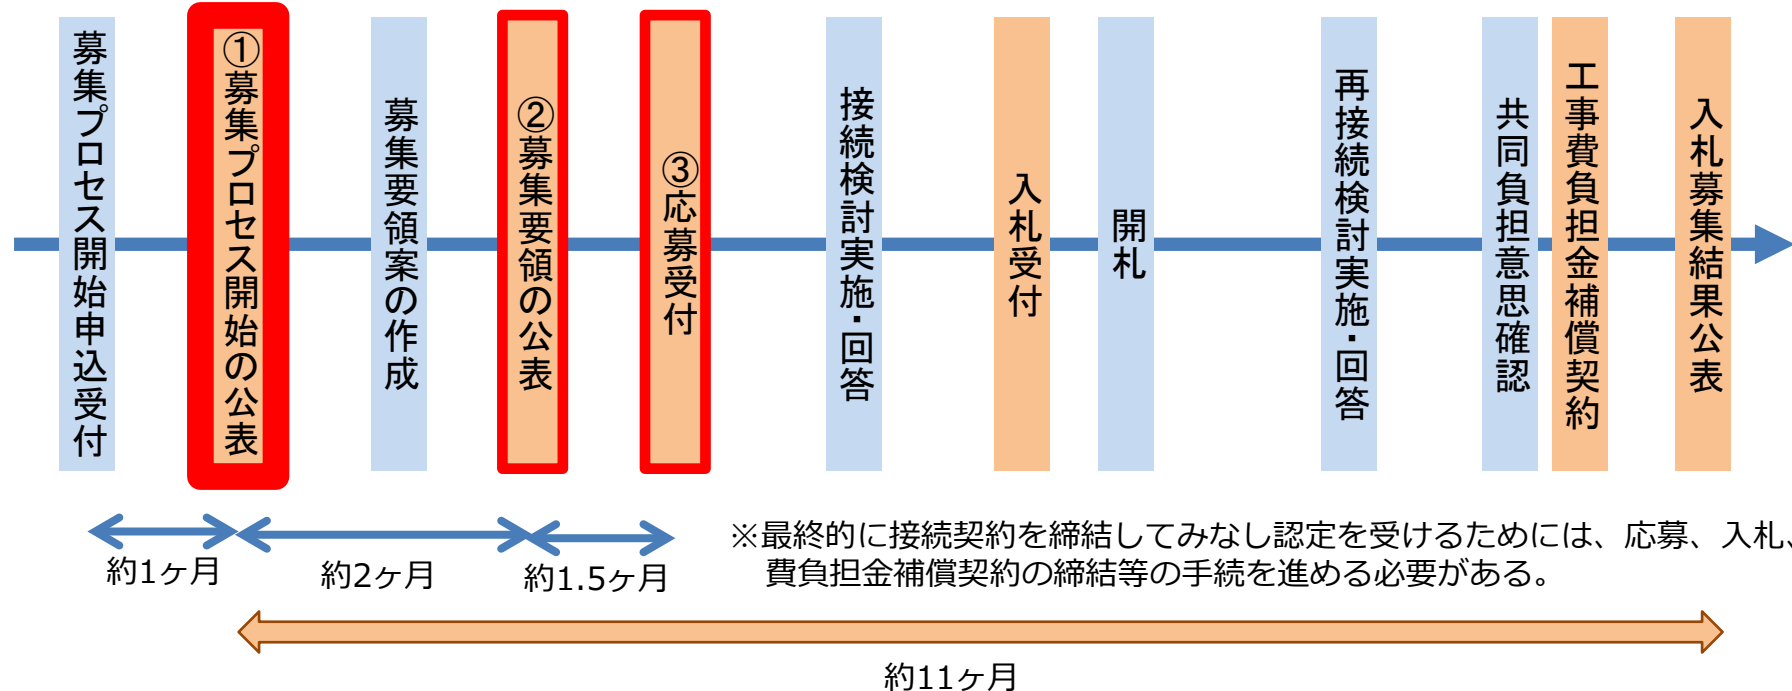 募集プロセス開始申込受付
①募集プロセス開始の公表
募集要領案の作成
②募集要領の公表
③応募受付
接続検討実施・回答
入札受付
開札
再接続検討実施・回答
共同負担意思確認
工事費負担金補償契約
入札募集結果公表
約1ヶ月
約2ヶ月
約1.5ヶ月
※最終的に接続契約を締結してみなし認定を受けるためには、応募、入札、
費負担金補償契約の締結等の手続を進める必要がある。
約11ヶ月